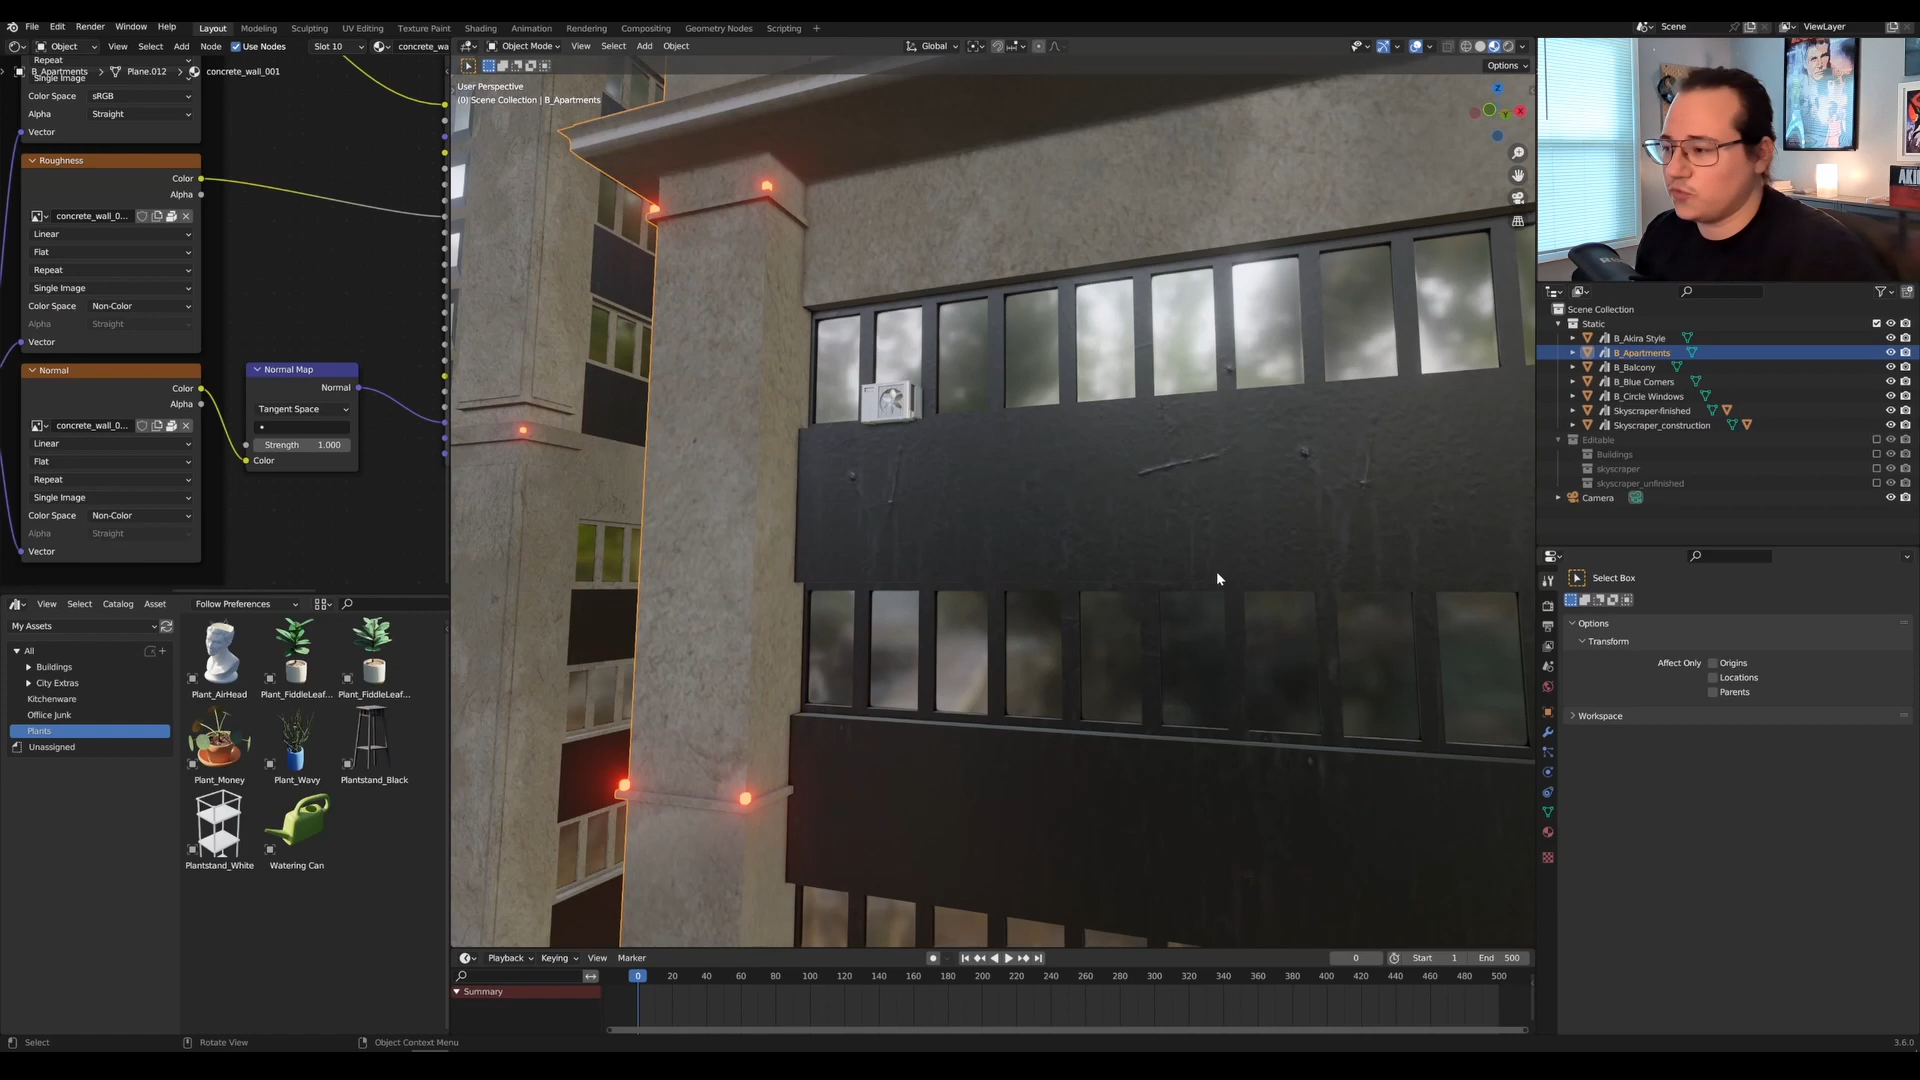 File Edit Render Window Help Layout Modeling Sculpting UV Editing Texture Paint Shading Animation Rendering Compositing Geometry Nodes Scripting + Scene ViewLayer
Object View Select Add Node Use Nodes Slot 10 concrete_wa
Object Mode View Select Add Object Global
Options
B_Apartments Plane.012 concrete_wall_001
Repeat
Single Image
Color Space sRGB
Alpha Straight
Vector
Roughness
Color
Alpha
concrete_wall_0...
Linear
Flat
Repeat
Single Image
Color Space Non-Color
Alpha Straight
Vector
Normal
Color
Alpha
concrete_wall_0...
Linear
Flat
Repeat
Single Image
Color Space Non-Color
Alpha Straight
Vector
Normal Map
Normal
Tangent Space
Strength 1.000
Color
User Perspective
(0) Scene Collection | B_Apartments
Z
Y
X
View Select Catalog Asset Follow Preferences
My Assets
All
Buildings
City Extras
Kitchenware
Office Junk
Plants
Unassigned
Plant_AirHead Plant_FiddleLeaf... Plant_FiddleLeaf...
Plant_Money Plant_Wavy Plantstand_Black
Plantstand_White Watering Can
Playback Keying View Marker 0 Start 1 End 500
0 20 40 60 80 100 120 140 160 180 200 220 240 260 280 300 320 340 360 380 400 420 440 460 480 500
Summary
Scene Collection
Static
B_Akira Style
B_Apartments
B_Balcony
B_Blue Corners
B_Circle Windows
Skyscraper-finished
Skyscraper_construction
Editable
Buildings
skyscraper
skyscraper_unfinished
Camera
Select Box
Options
Transform
Affect Only Origins
Locations
Parents
Workspace
Select Rotate View Object Context Menu 3.6.0